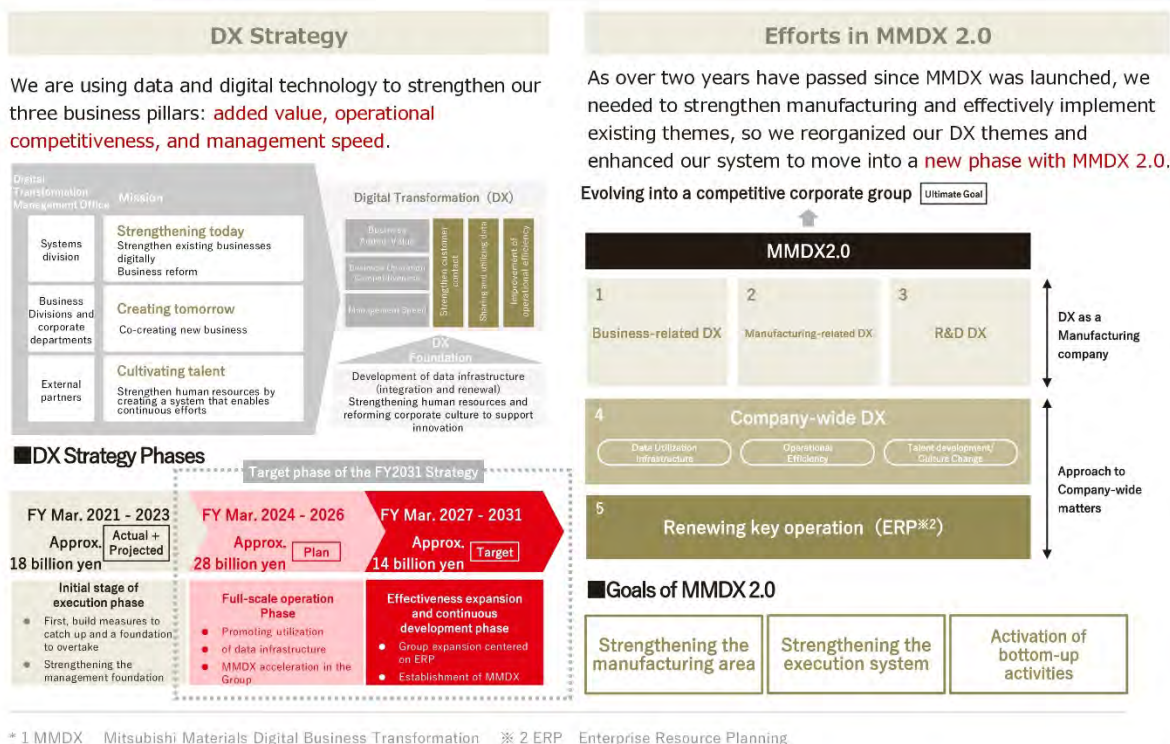 DX Strategy
We are using data and digital technology to strengthen our
three business pillars: added value, operational
competitiveness, and management speed.
Digital
Transformation
Management Office
Mission
Systems
division
Strengthening today
Strengthen existing businesses
digitally
Business reform
Business
Divisions and
corporate
departments
Creating tomorrow
Co-creating new business
External
partners
Cultivating talent
Strengthen human resources by
creating a system that enables
continuous efforts
Digital Transformation (DX)
Business
Added Value
Business Operation
Competitiveness
Management Speed
Strengthen customer
contact
Sharing and utilizing data
Improvement of
operational efficiency
DX
Foundation
Development of data infrastructure
(integration and renewal)
Strengthening human resources and
reforming corporate culture to support
innovation
■DX Strategy Phases
Target phase of the FY2031 Strategy
FY Mar. 2021 - 2023
Approx.
18 billion yen
Actual +
Projected
Initial stage of
execution phase
● First, build measures to
catch up and a foundation
to overtake
● Strengthening the
management foundation
FY Mar. 2024 - 2026
Approx.
28 billion yen
Plan
Full-scale operation
Phase
● Promoting utilization
● of data infrastructure
● MMDX acceleration in the
Group
FY Mar. 2027 - 2031
Approx.
14 billion yen
Target
Effectiveness expansion
and continuous
development phase
● Group expansion centered
on ERP
● Establishment of MMDX
Efforts in MMDX 2.0
As over two years have passed since MMDX was launched, we
needed to strengthen manufacturing and effectively implement
existing themes, so we reorganized our DX themes and
enhanced our system to move into a new phase with MMDX 2.0.
Evolving into a competitive corporate group
Ultimate Goal
MMDX2.0
1
Business-related DX
2
Manufacturing-related DX
3
R&D DX
DX as a
Manufacturing
company
4
Company-wide DX
Data Utilization
Infrastructure
Operational
Efficiency
Talent development/
Culture Change
5
Renewing key operation (ERP※2)
Approach to
Company-wide
matters
■Goals of MMDX 2.0
Strengthening the
manufacturing area
Strengthening the
execution system
Activation of
bottom-up
activities
* 1 MMDX Mitsubishi Materials Digital Business Transformation ※ 2 ERP Enterprise Resource Planning